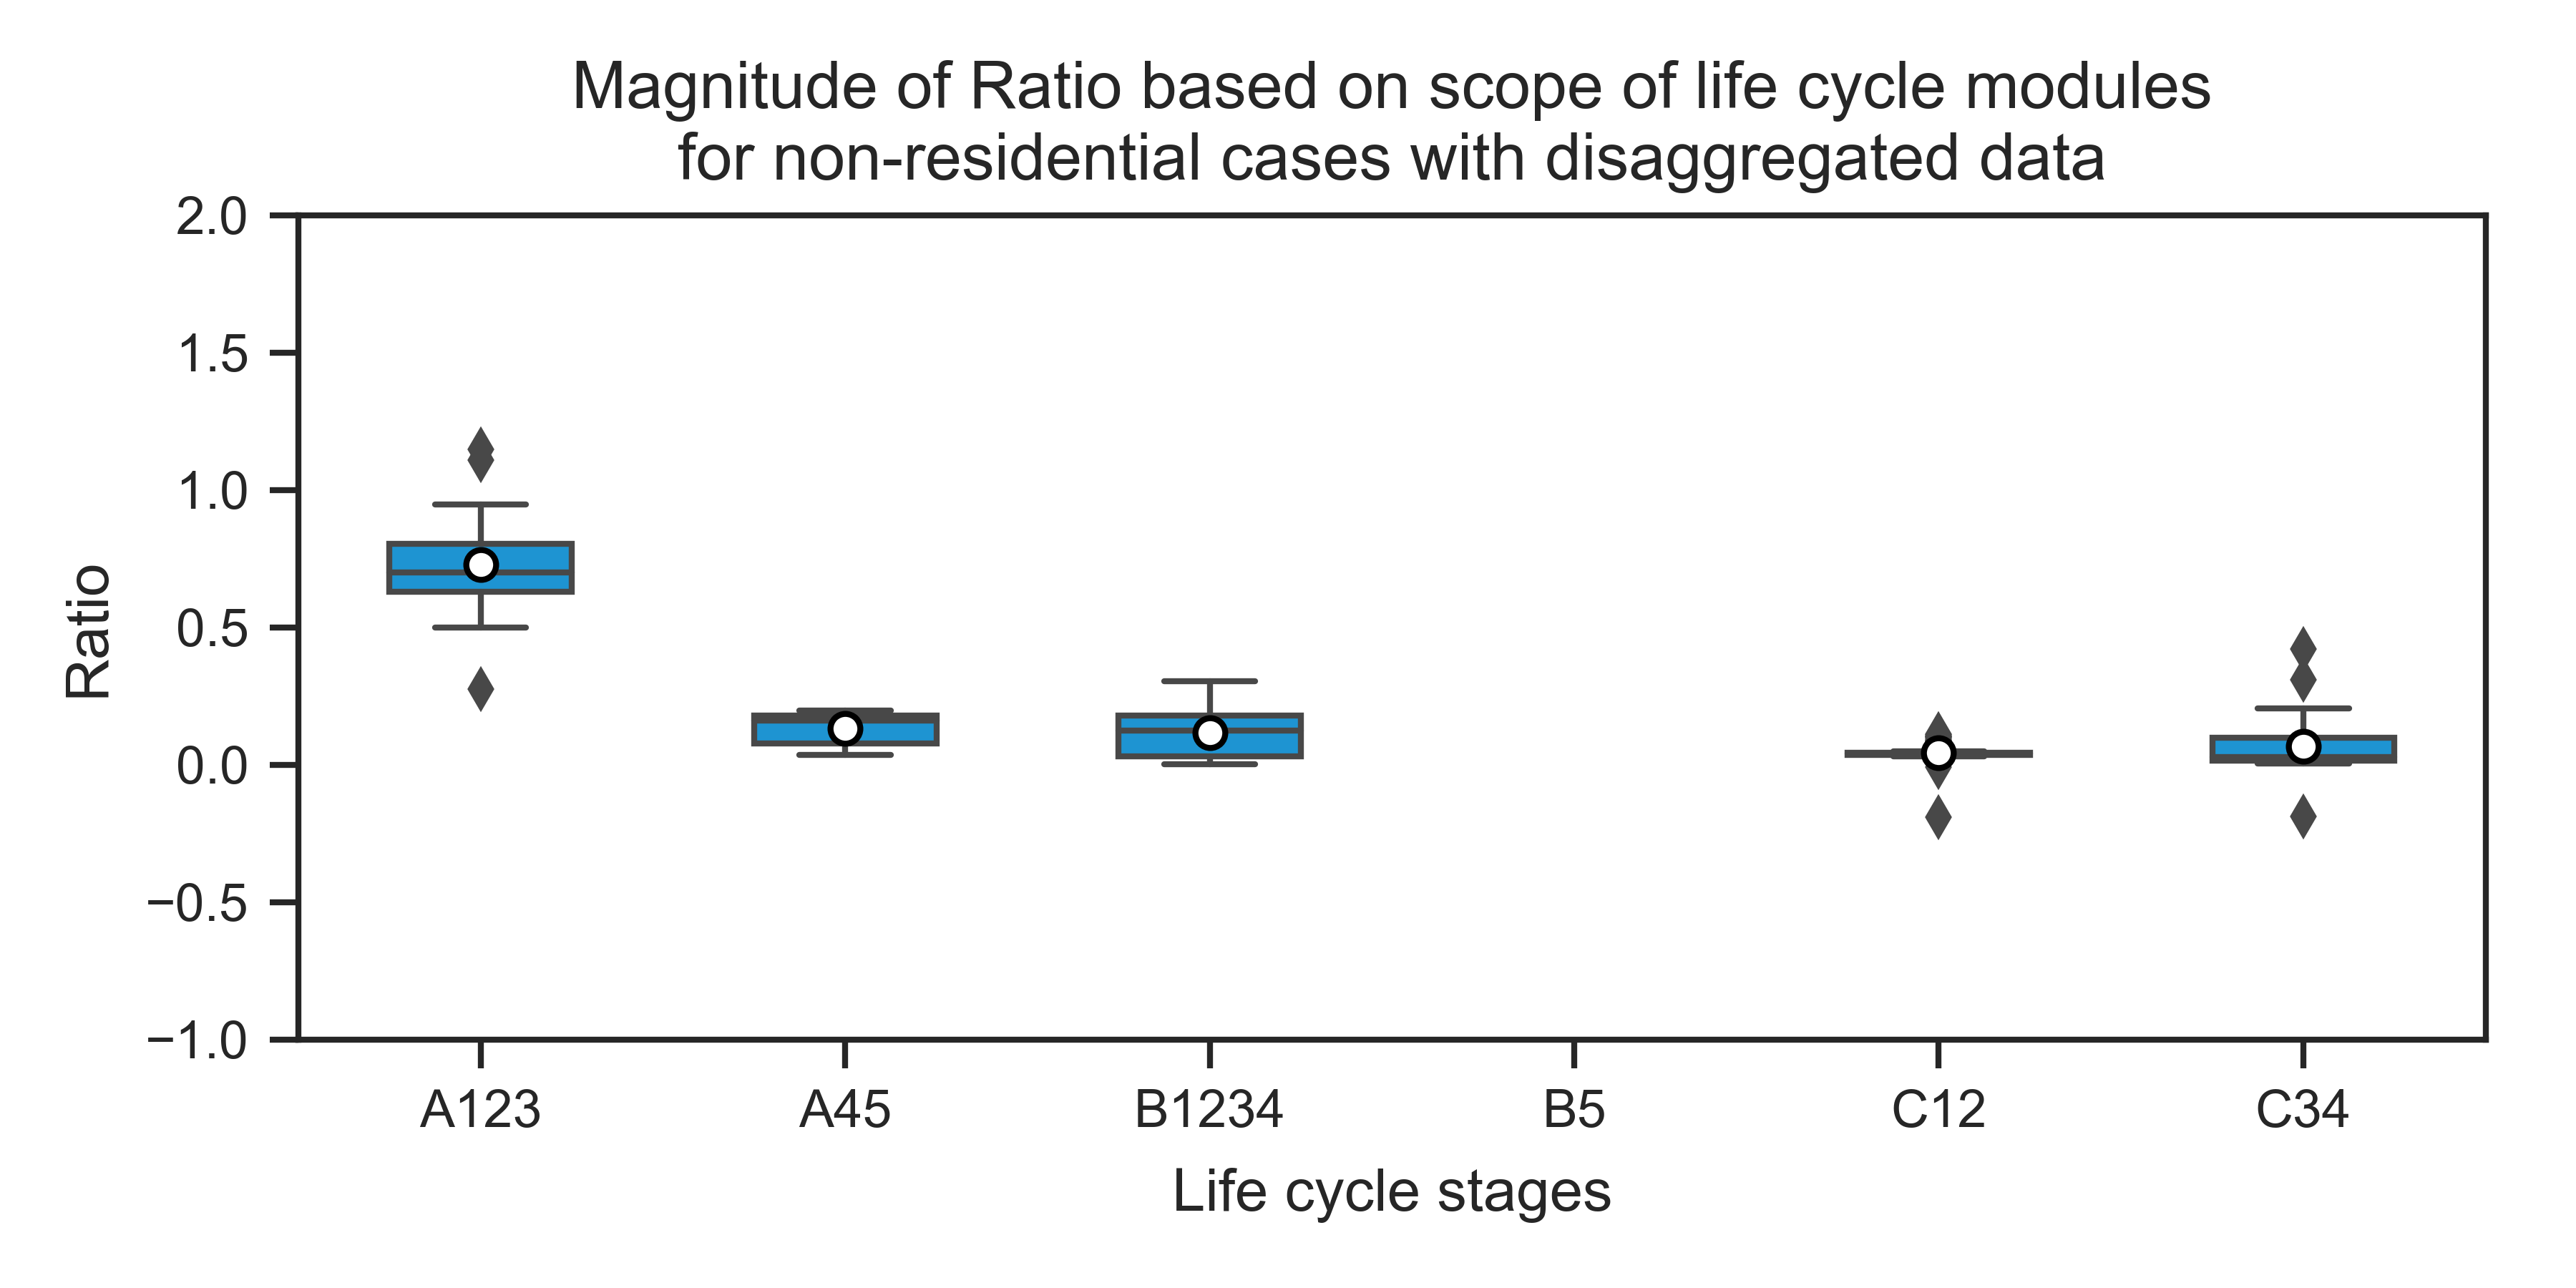 Magnitude of Ratio based on scope of life cycle modules
for non-residential cases with disaggregated data
2.0
1.5
1.0
0.5
0.0
−0.5
−1.0
Ratio
A123 A45 B1234 B5 C12 C34
Life cycle stages